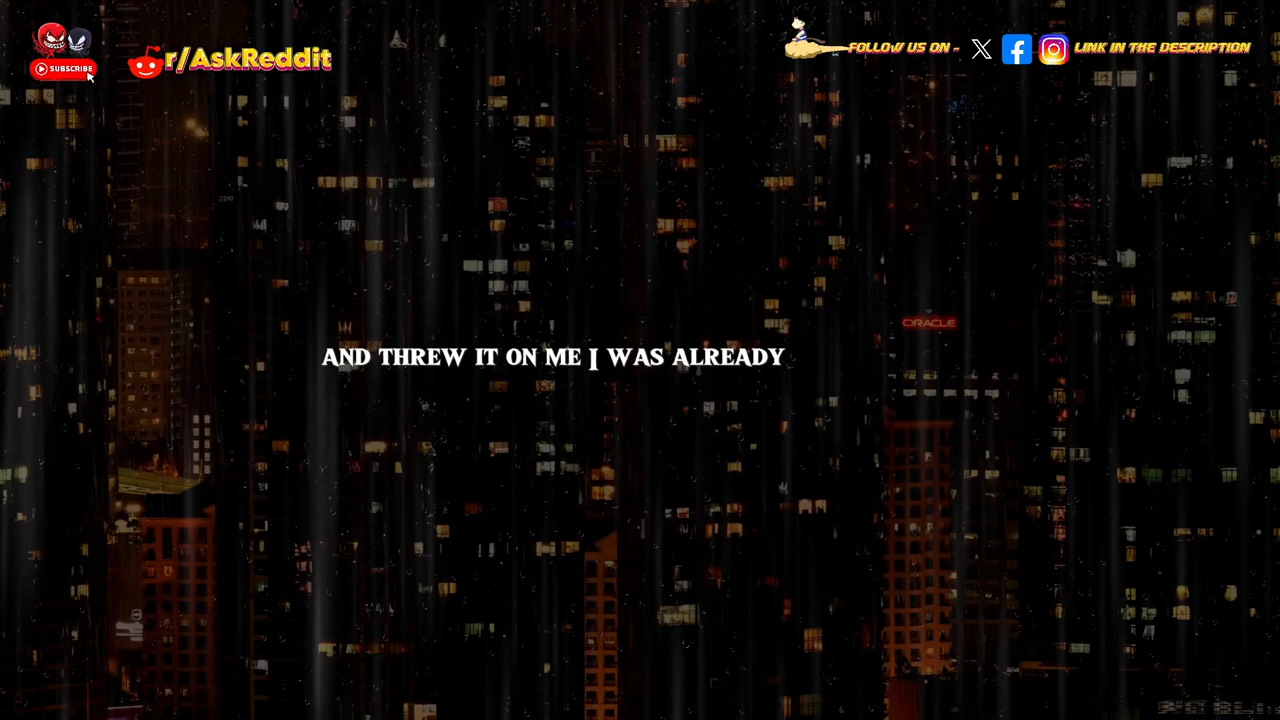 SUBSCRIBE
r/AskReddit
FOLLOW US ON -
LINK IN THE DESCRIPTION
ORACLE
AND THREW IT ON ME I WAS ALREADY